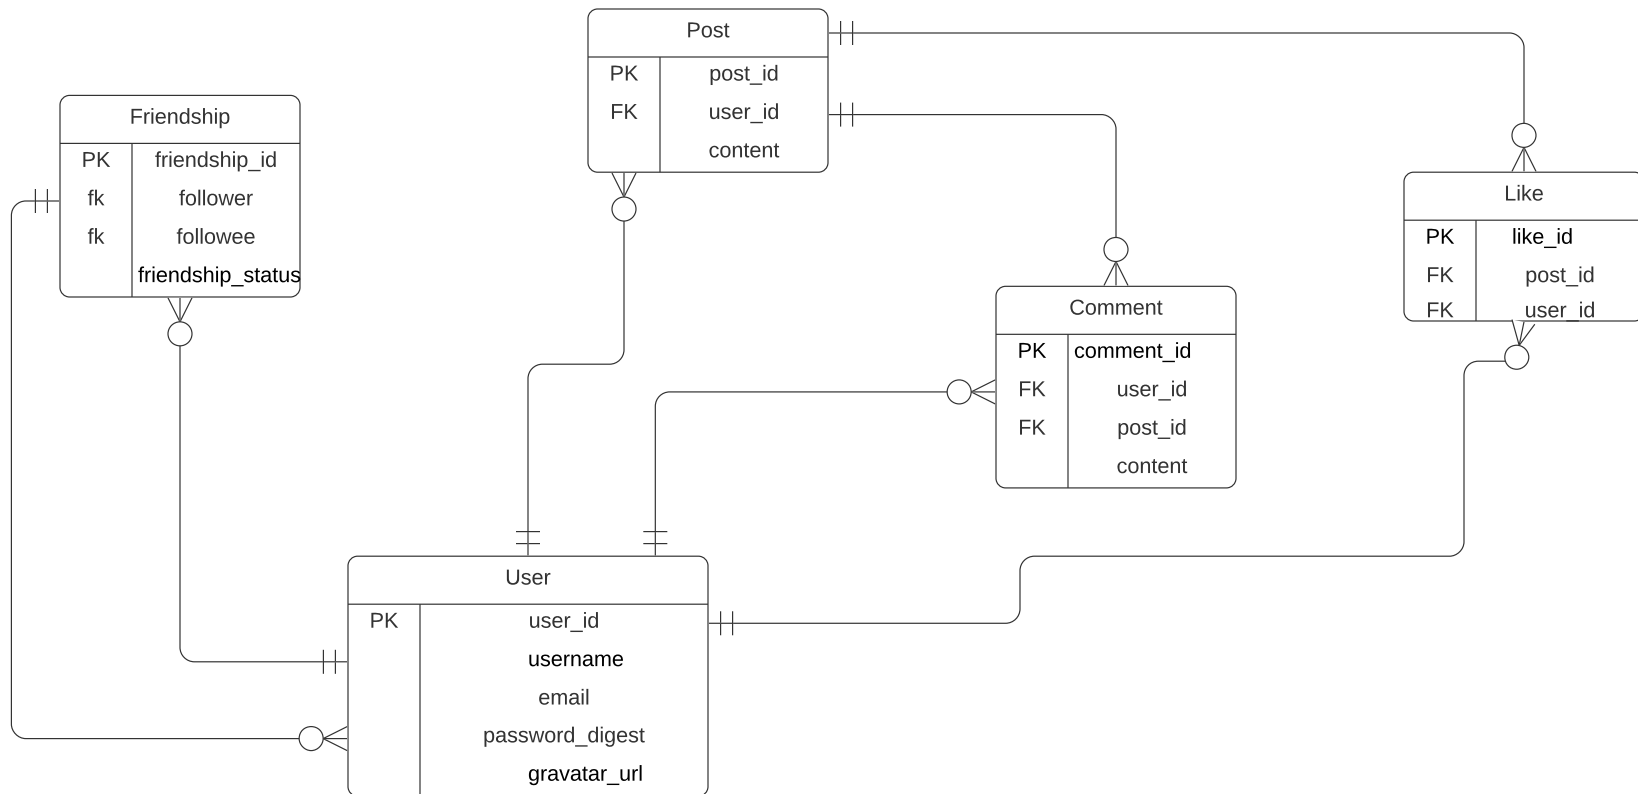 Post
PK post_id
FK user_id
content
Friendship
PK friendship_id
fk follower
fk followee
friendship_status
Like
PK like_id
FK post_id
FK user_id
Comment
PK comment_id
FK user_id
FK post_id
content
User
PK user_id
username
email
password_digest
gravatar_url